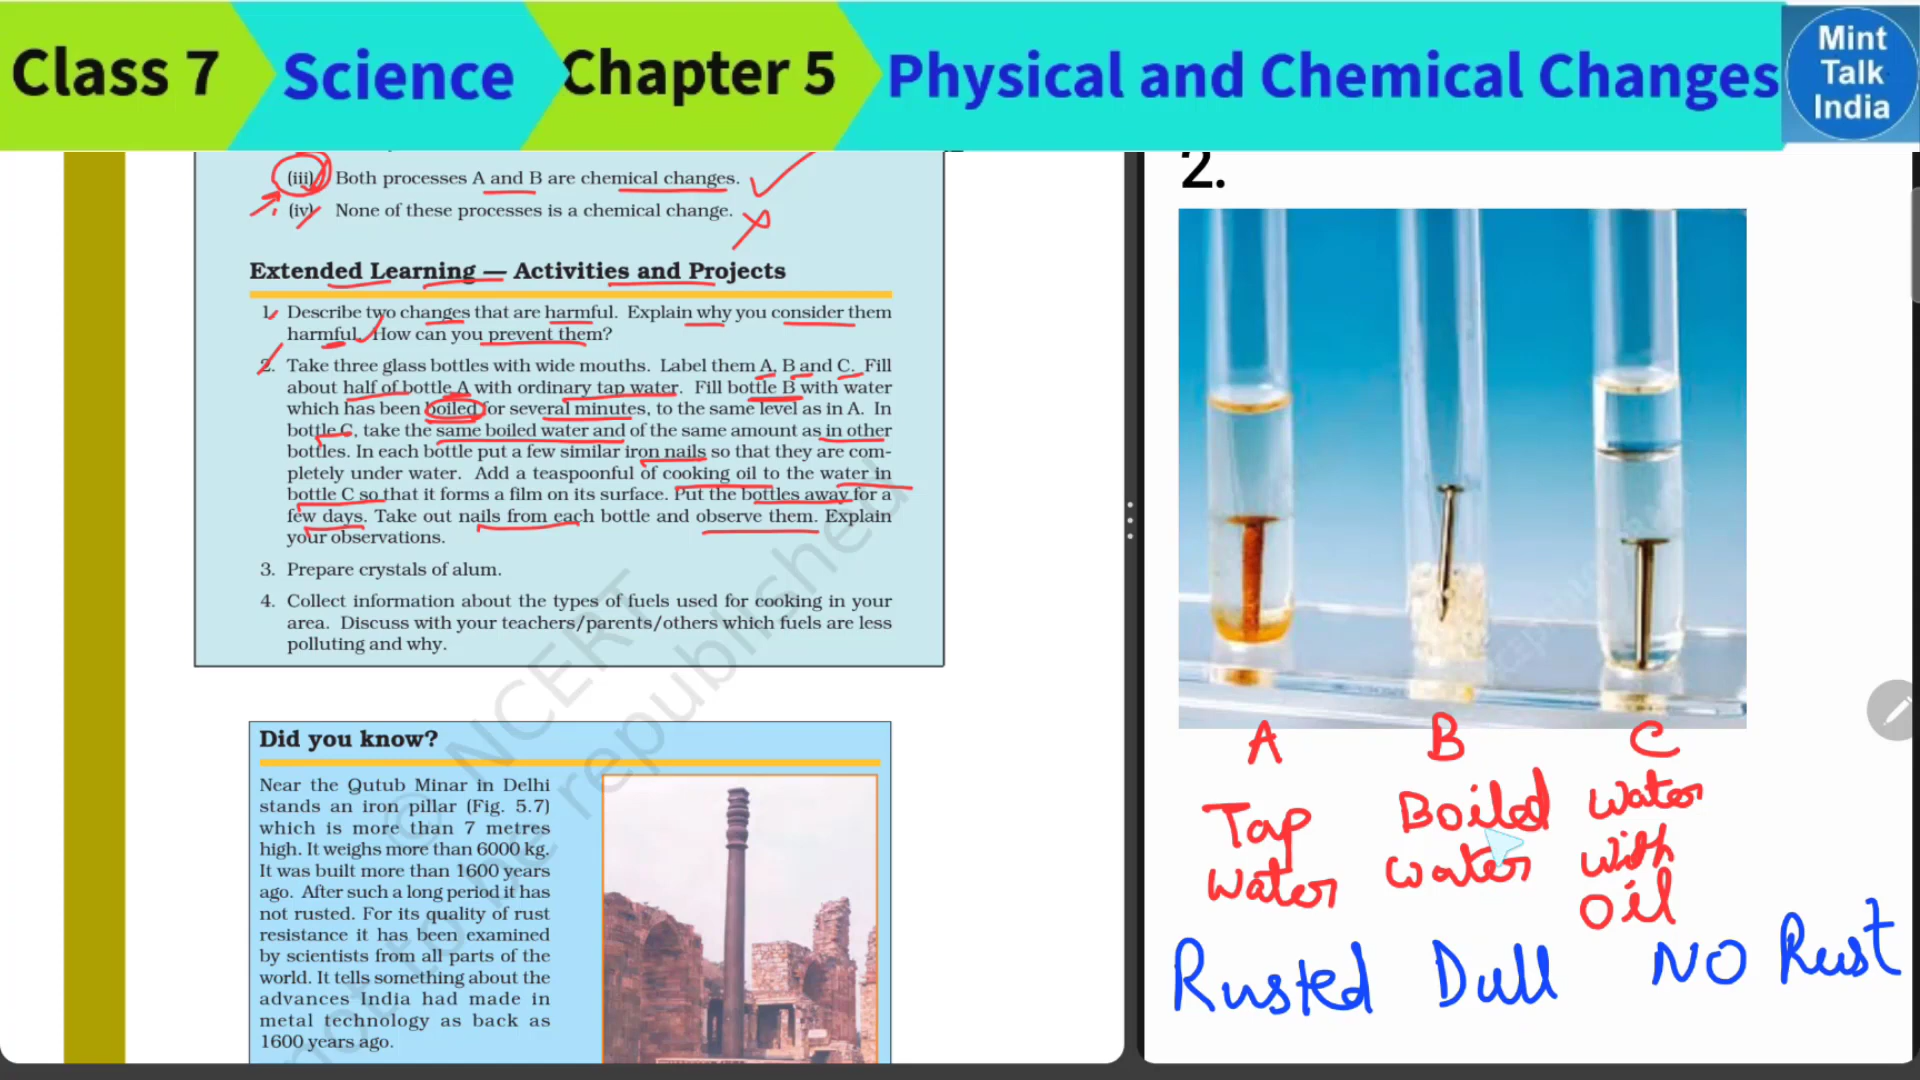 Class 7
Science
Chapter 5
Physical and Chemical Changes
Mint
Talk
India
(iii) Both processes A and B are chemical changes.
(iv) None of these processes is a chemical change.
Extended Learning — Activities and Projects
1. Describe two changes that are harmful. Explain why you consider them
harmful. How can you prevent them?
2. Take three glass bottles with wide mouths. Label them A, B and C. Fill
about half of bottle A with ordinary tap water. Fill bottle B with water
which has been boiled for several minutes, to the same level as in A. In
bottle C, take the same boiled water and of the same amount as in other
bottles. In each bottle put a few similar iron nails so that they are com-
pletely under water. Add a teaspoonful of cooking oil to the water in
bottle C so that it forms a film on its surface. Put the bottles away for a
few days. Take out nails from each bottle and observe them. Explain
your observations.
3. Prepare crystals of alum.
4. Collect information about the types of fuels used for cooking in your
area. Discuss with your teachers/parents/others which fuels are less
polluting and why.
Did you know?
Near the Qutub Minar in Delhi
stands an iron pillar (Fig. 5.7)
which is more than 7 metres
high. It weighs more than 6000 kg.
It was built more than 1600 years
ago. After such a long period it has
not rusted. For its quality of rust
resistance it has been examined
by scientists from all parts of the
world. It tells something about the
advances India had made in
metal technology as back as
1600 years ago.
© NCERT
not to be republished
2.
A B C
Tap Water
Boiled Water
Water with Oil
Rusted Dull NO Rust